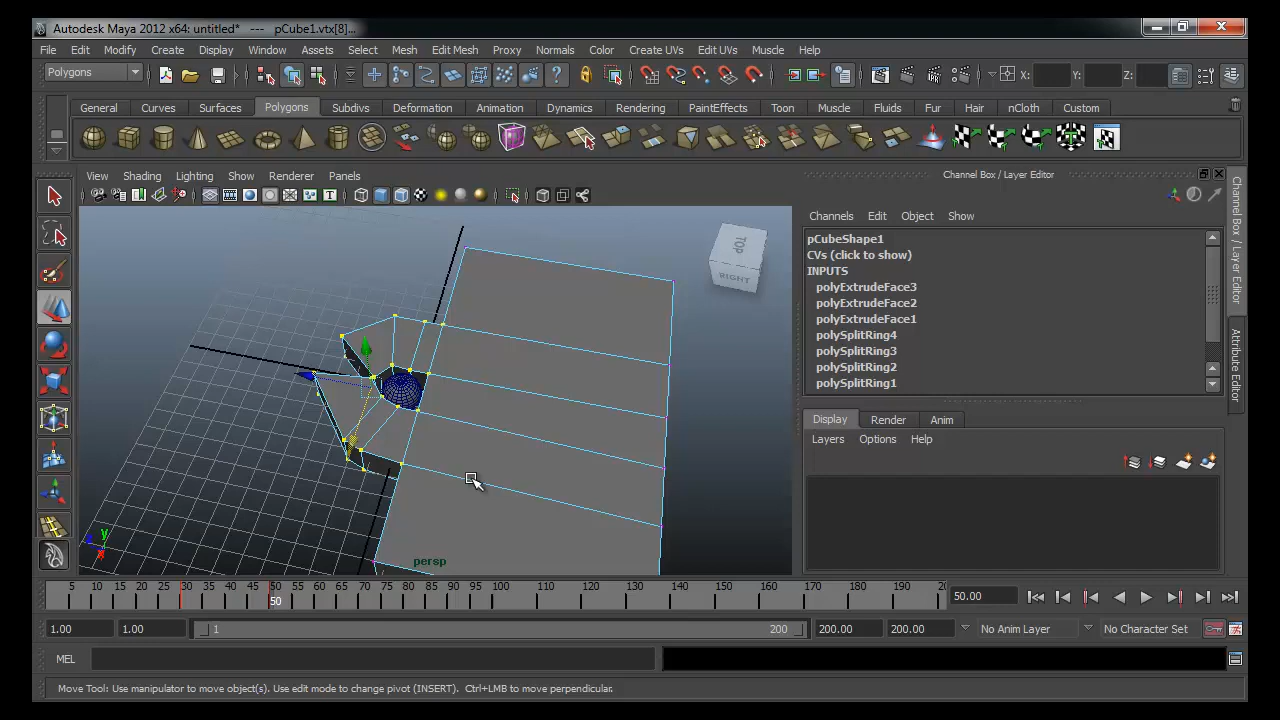 Autodesk Maya 2012 x64: untitled*   ---   pCube1.vtx[8]...
File Edit Modify Create Display Window Assets Select Mesh Edit Mesh Proxy Normals Color Create UVs Edit UVs Muscle Help
Polygons X: Y: Z:
General Curves Surfaces Polygons Subdivs Deformation Animation Dynamics Rendering PaintEffects Toon Muscle Fluids Fur Hair nCloth Custom
View Shading Lighting Show Renderer Panels
Channel Box / Layer Editor
Channels Edit Object Show
pCubeShape1
CVs (click to show)
INPUTS
polyExtrudeFace3
polyExtrudeFace2
polyExtrudeFace1
polySplitRing4
polySplitRing3
polySplitRing2
polySplitRing1
TOP
RIGHT
Display Render Anim
Layers Options Help
Channel Box / Layer Editor
Attribute Editor
y
z
x
persp
5 10 15 20 25 30 35 40 45 50 55 60 65 70 75 80 85 90 95 100 110 120 130 140 150 160 170 180 190 20
50
50.00
1.00 1.00 1 200 200.00 200.00 No Anim Layer No Character Set
MEL
Move Tool: Use manipulator to move object(s). Use edit mode to change pivot (INSERT). Ctrl+LMB to move perpendicular.